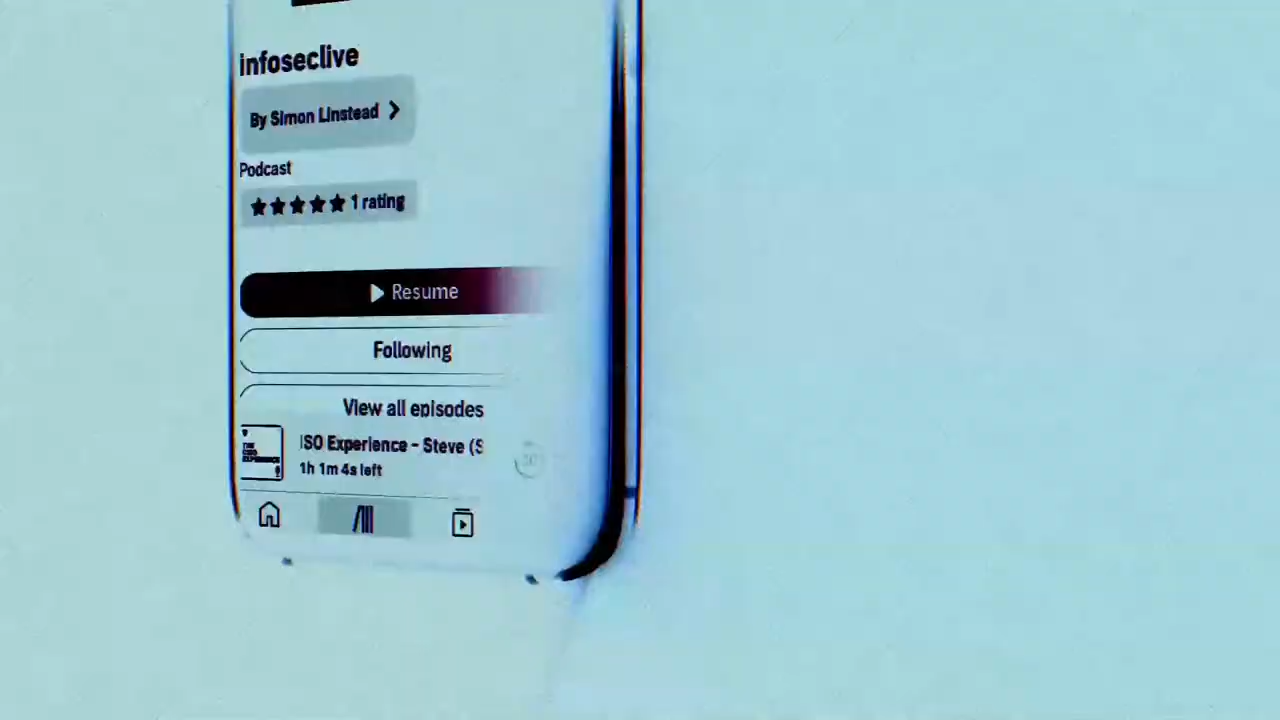 infoseclive
By Simon Linstead
Podcast
1 rating
Resume
Following
View all episodes
ISO Experience - Steve (S
1h 1m 4s left